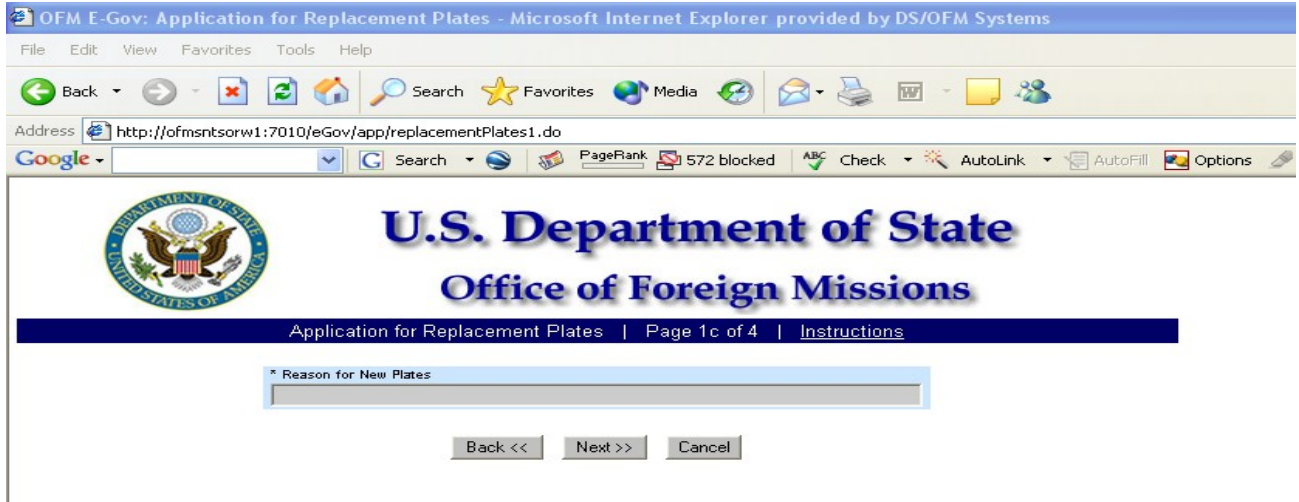 OFM E-Gov: Application for Replacement Plates - Microsoft Internet Explorer provided by DS/OFM Systems
File Edit View Favorites Tools Help
Back Search Favorites Media W
Address http://ofmsntsorw1:7010/eGov/app/replacementPlates1.do
Google G Search PageRank 572 blocked ABC Check AutoLink AutoFill Options
DEPARTMENT OF STATE
UNITED STATES OF AMERICA
U.S. Department of State
Office of Foreign Missions
Application for Replacement Plates | Page 1c of 4 | Instructions
* Reason for New Plates
Back << Next >> Cancel